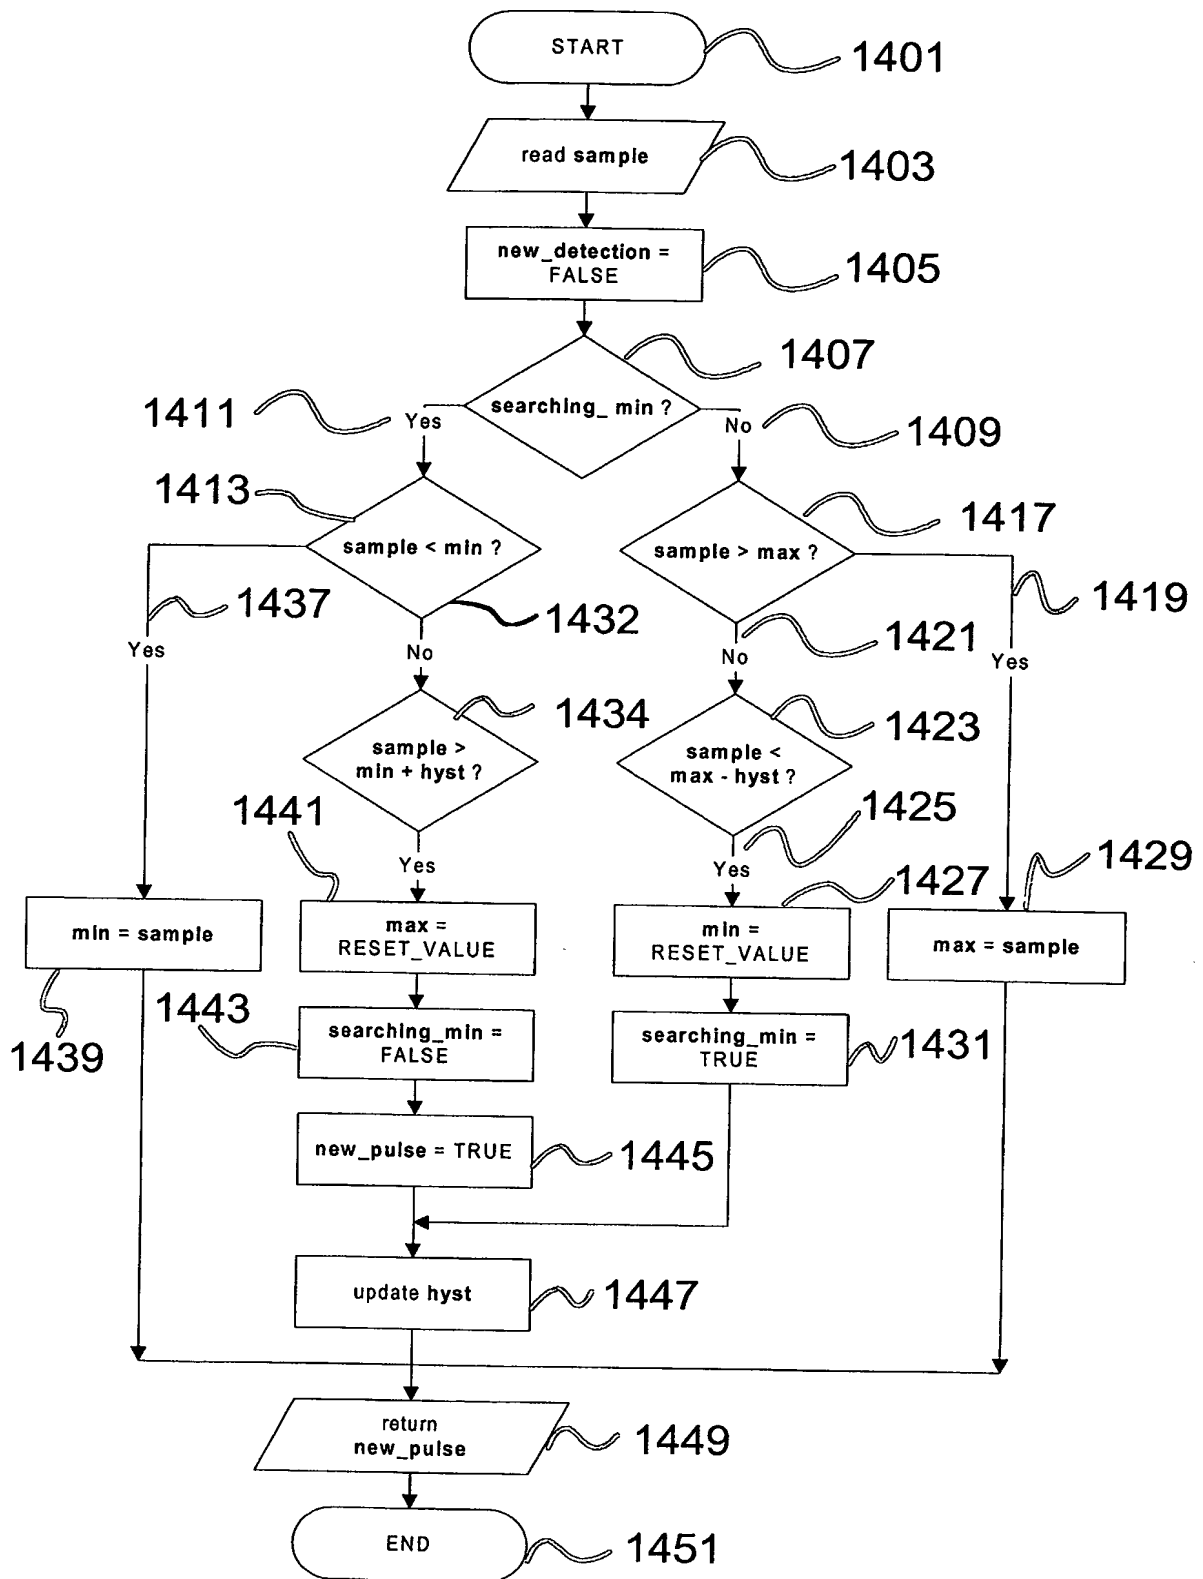 START
1401
read sample
1403
new_detection =
FALSE
1405
1407
searching_ min ?
1411
Yes
No
1409
1413
1417
sample < min ?
sample > max ?
1437
1432
1419
1421
Yes
No
No
Yes
1434
1423
sample >
min + hyst ?
sample <
max - hyst ?
1441
1425
Yes
Yes
1427
1429
min = sample
max =
RESET_VALUE
min =
RESET_VALUE
max = sample
1443
1439
searching_min =
FALSE
searching_min =
TRUE
1431
new_pulse = TRUE
1445
update hyst
1447
return
new_pulse
1449
END
1451